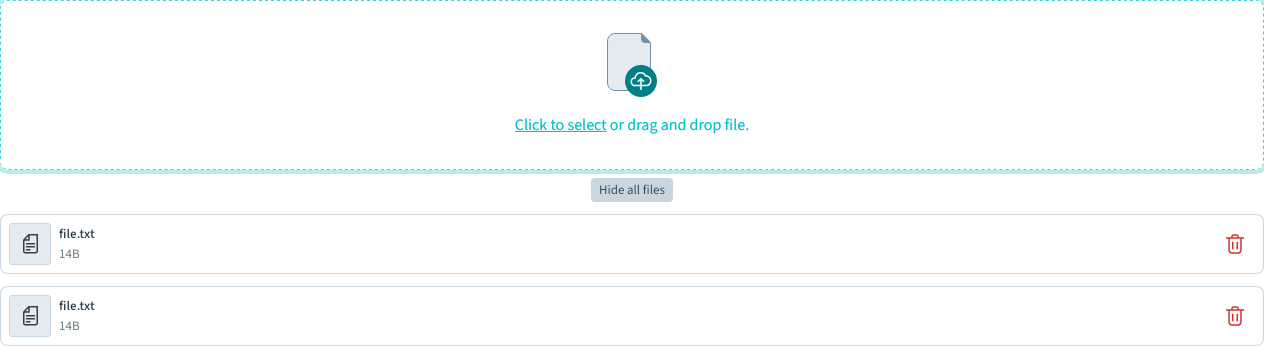 Click to select or drag and drop file.
Hide all files
file.txt
14B
file.txt
14B